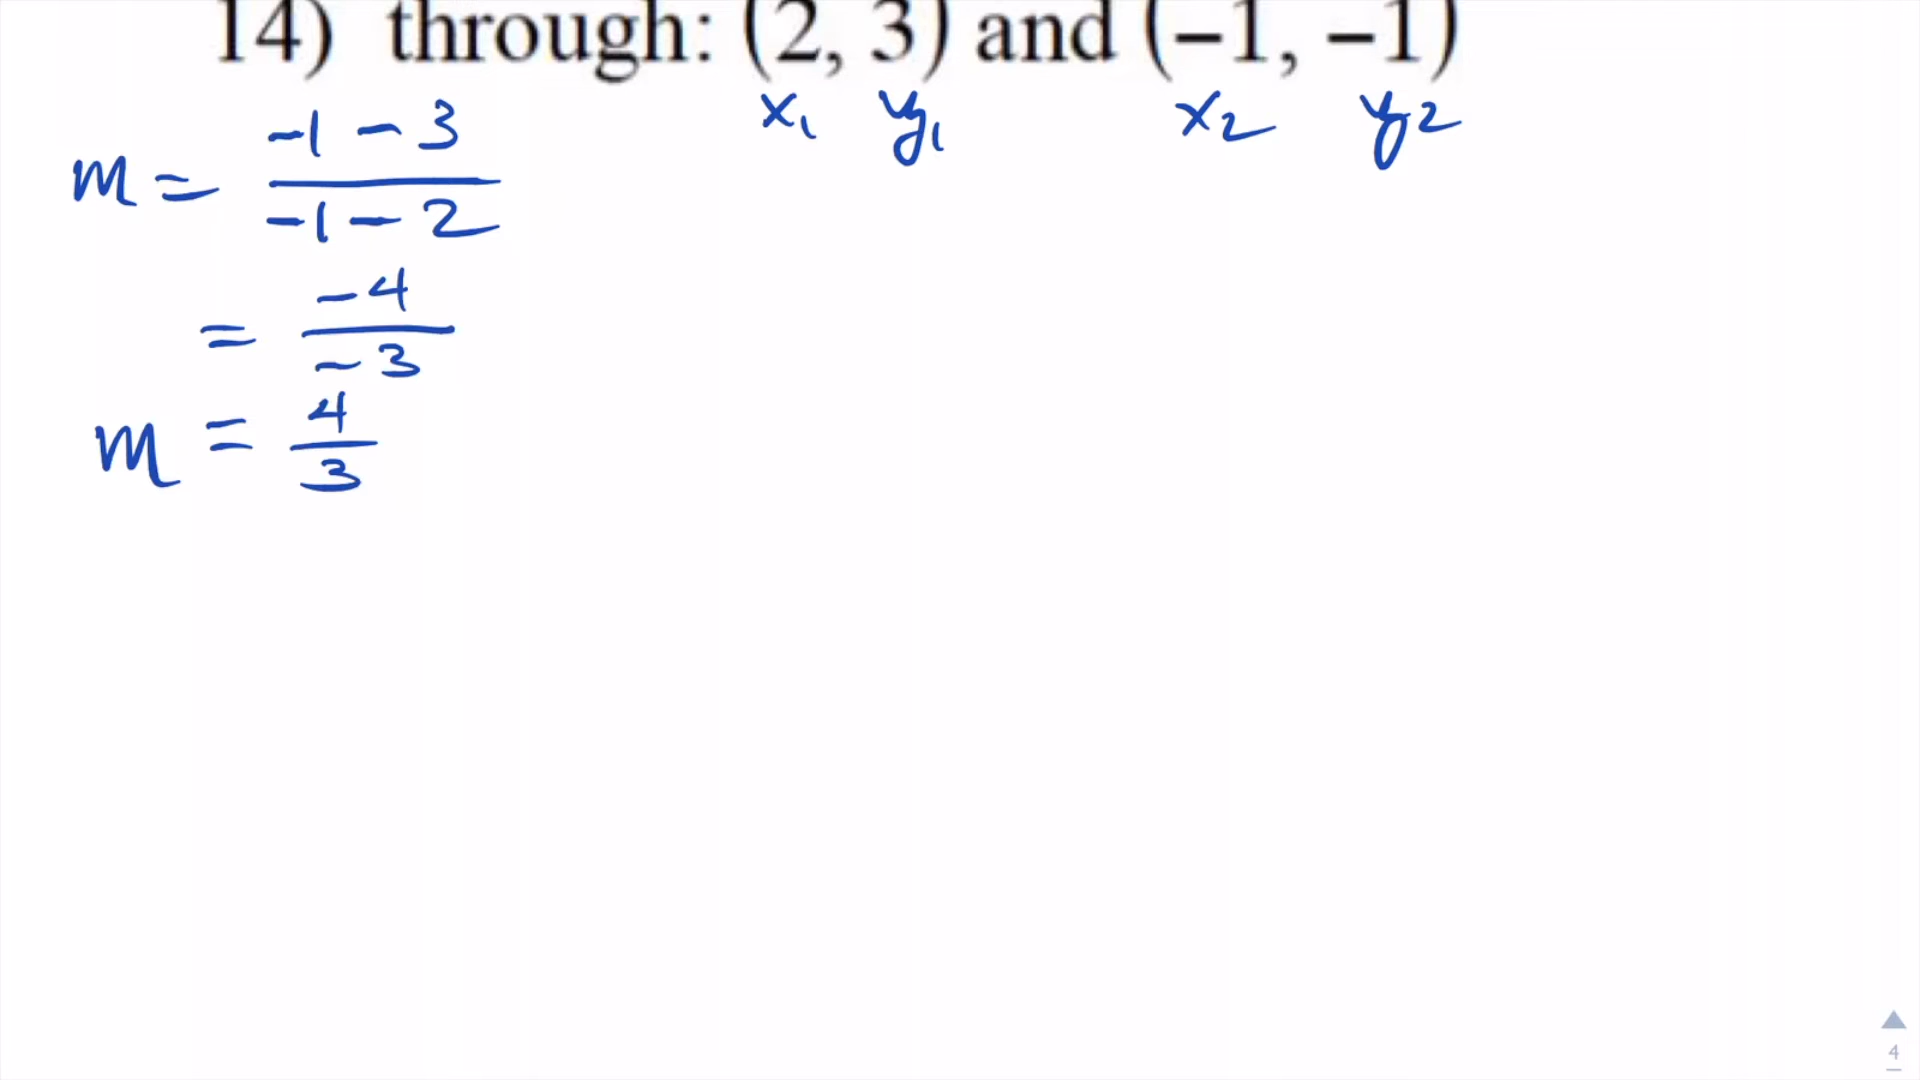 14) through: (2, 3) and (−1, −1)
x₁ y₁ x₂ y₂
m = (-1 - 3)/(-1 - 2)
= (-4)/(-3)
m = 4/3
4